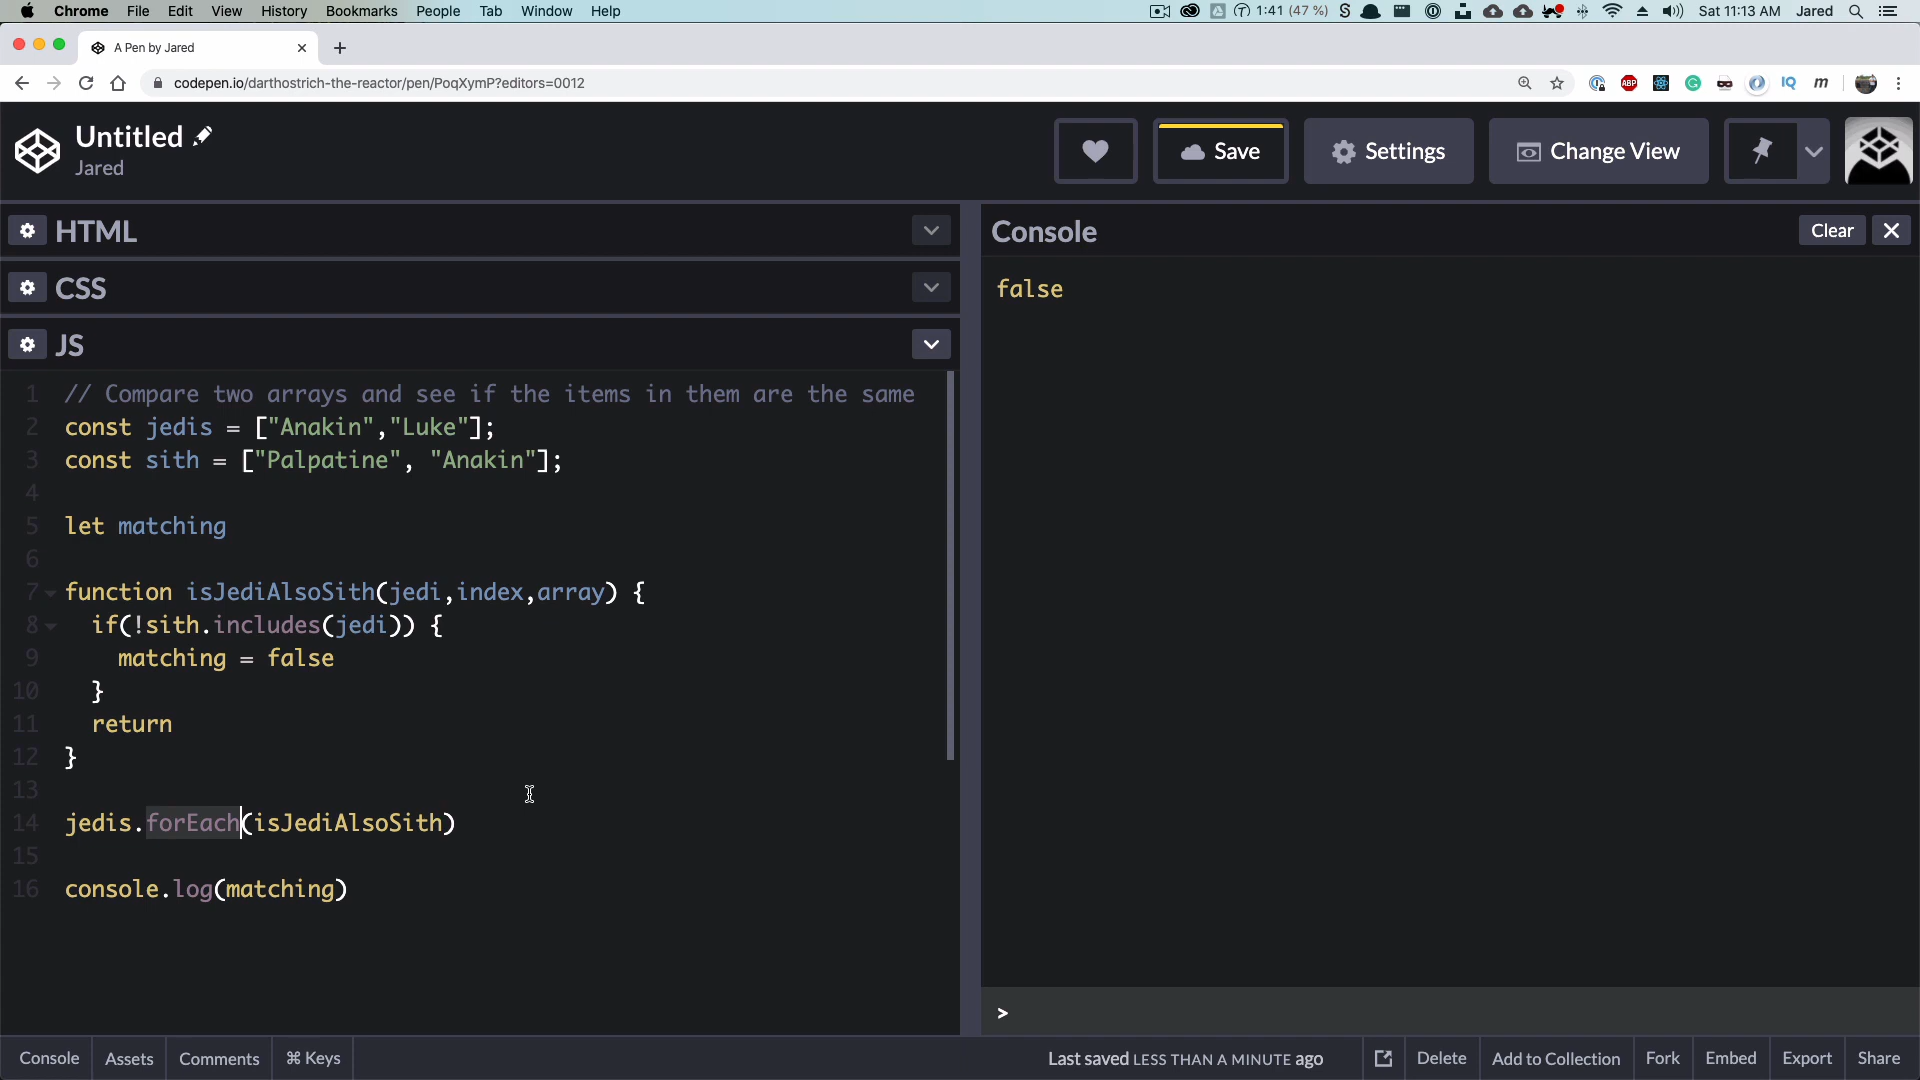 Chrome File Edit View History Bookmarks People Tab Window Help 1:41 (47 %) Sat 11:13 AM Jared
A Pen by Jared
codepen.io/darthostrich-the-reactor/pen/PoqXymP?editors=0012
Untitled
Jared
Save Settings Change View
HTML
CSS
JS
1 // Compare two arrays and see if the items in them are the same
2 const jedis = ["Anakin","Luke"];
3 const sith = ["Palpatine", "Anakin"];
4
5 let matching
6
7 function isJediAlsoSith(jedi,index,array) {
8 if(!sith.includes(jedi)) {
9 matching = false
10 }
11 return
12 }
13
14 jedis.forEach(isJediAlsoSith)
15
16 console.log(matching)
Console Clear
false
>
Console Assets Comments ⌘ Keys Last saved LESS THAN A MINUTE ago Delete Add to Collection Fork Embed Export Share